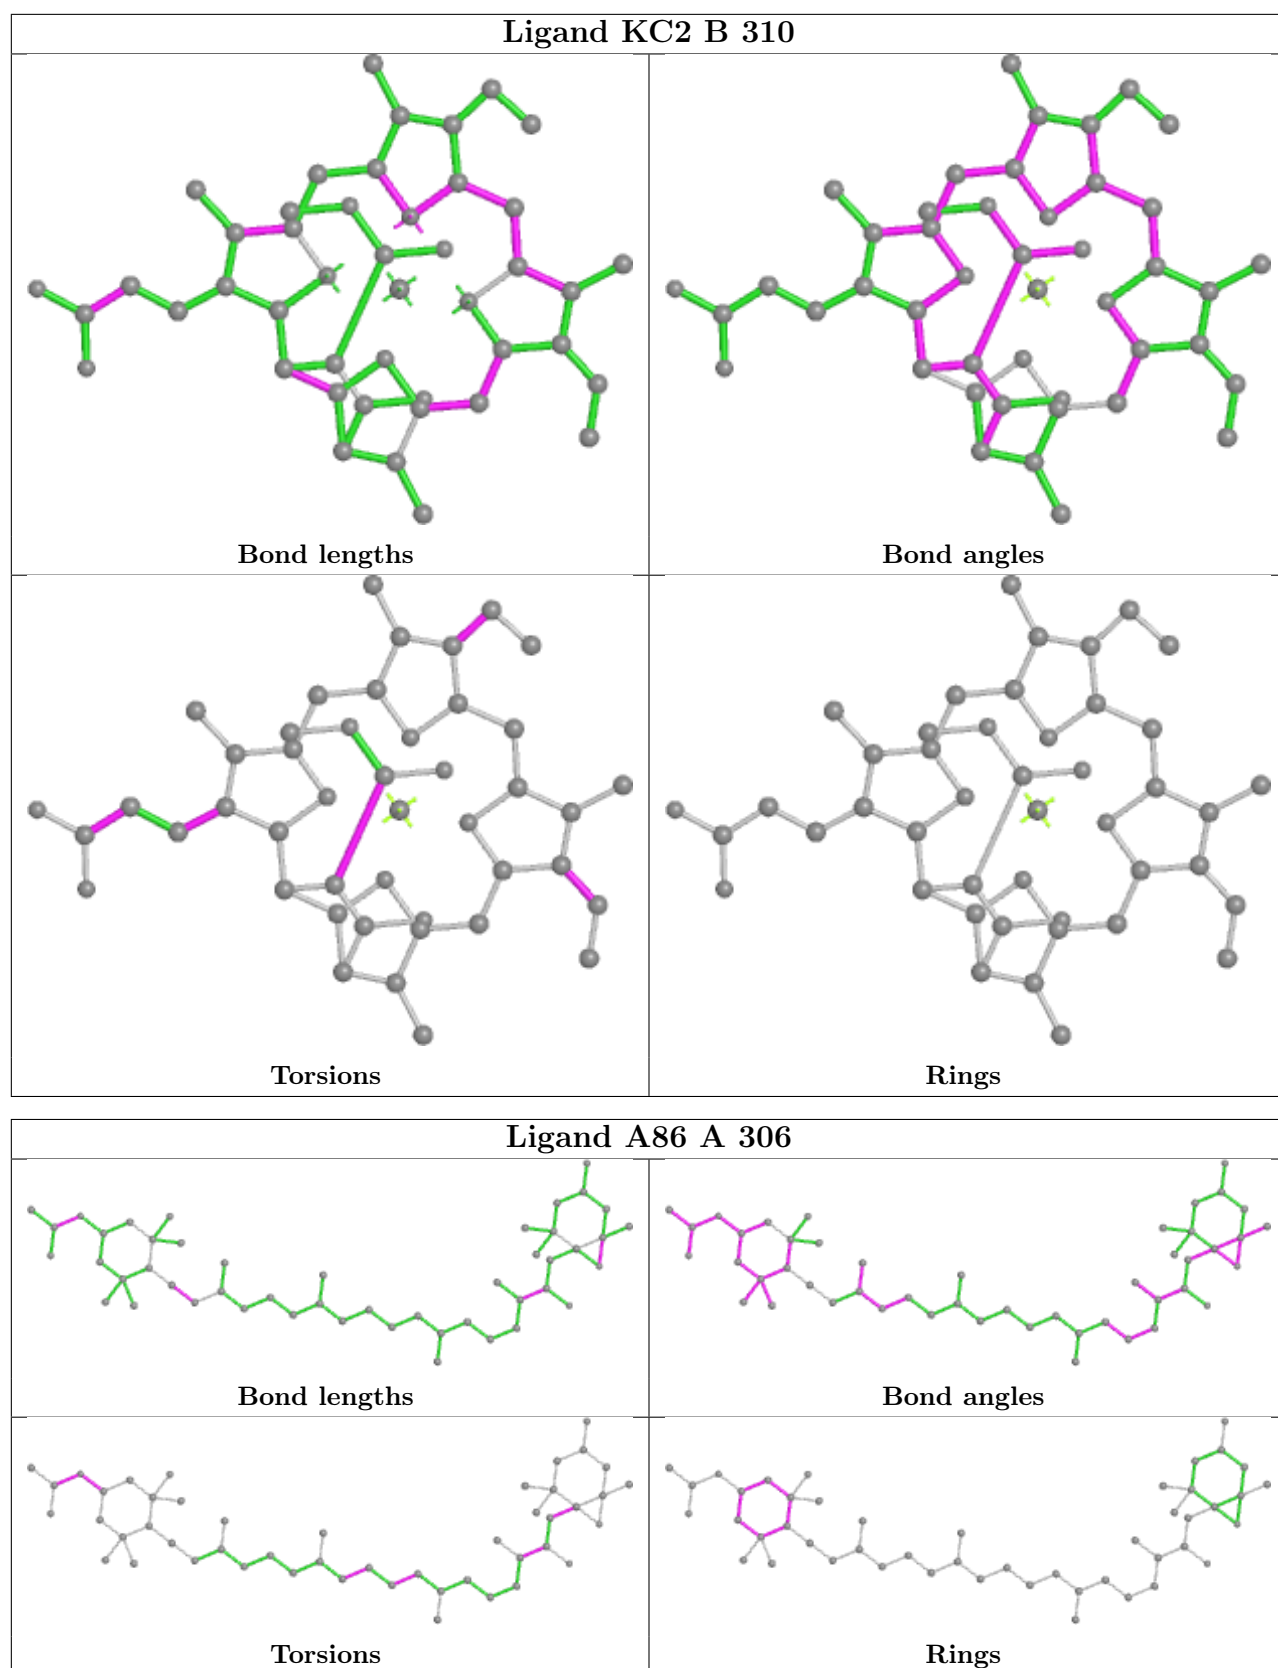 Ligand KC2 B 310
Bond lengths
Bond angles
Torsions
Rings
Ligand A86 A 306
Bond lengths
Bond angles
Torsions
Rings